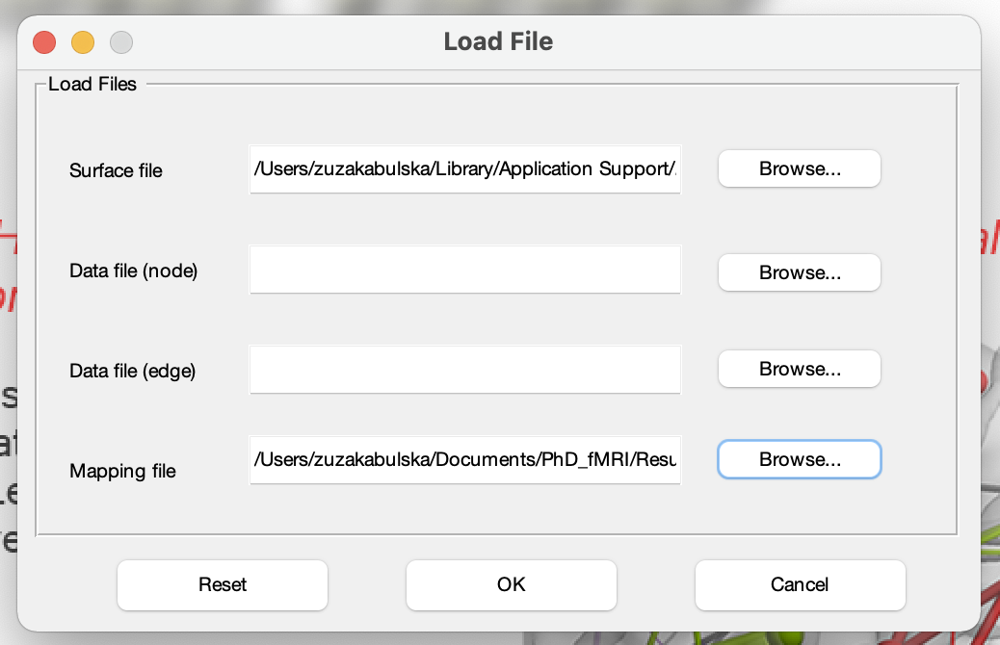 Load File
Load Files
Surface file
/Users/zuzakabulska/Library/Application Support/.
Browse...
Data file (node)
Browse...
Data file (edge)
Browse...
Mapping file
/Users/zuzakabulska/Documents/PhD_fMRI/Resu
Browse...
Reset
OK
Cancel